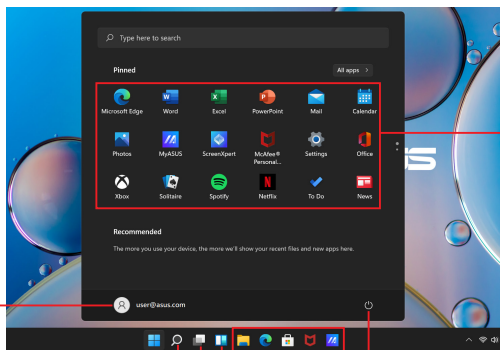 Type here to search
Pinned
All apps >
Microsoft Edge Word Excel PowerPoint Mail Calendar
Photos MyASUS ScreenXpert McAfee® Personal... Settings Office
Xbox Solitaire Spotify Netflix To Do News
Recommended
The more you use your device, the more we'll show your recent files and new apps here.
user@asus.com